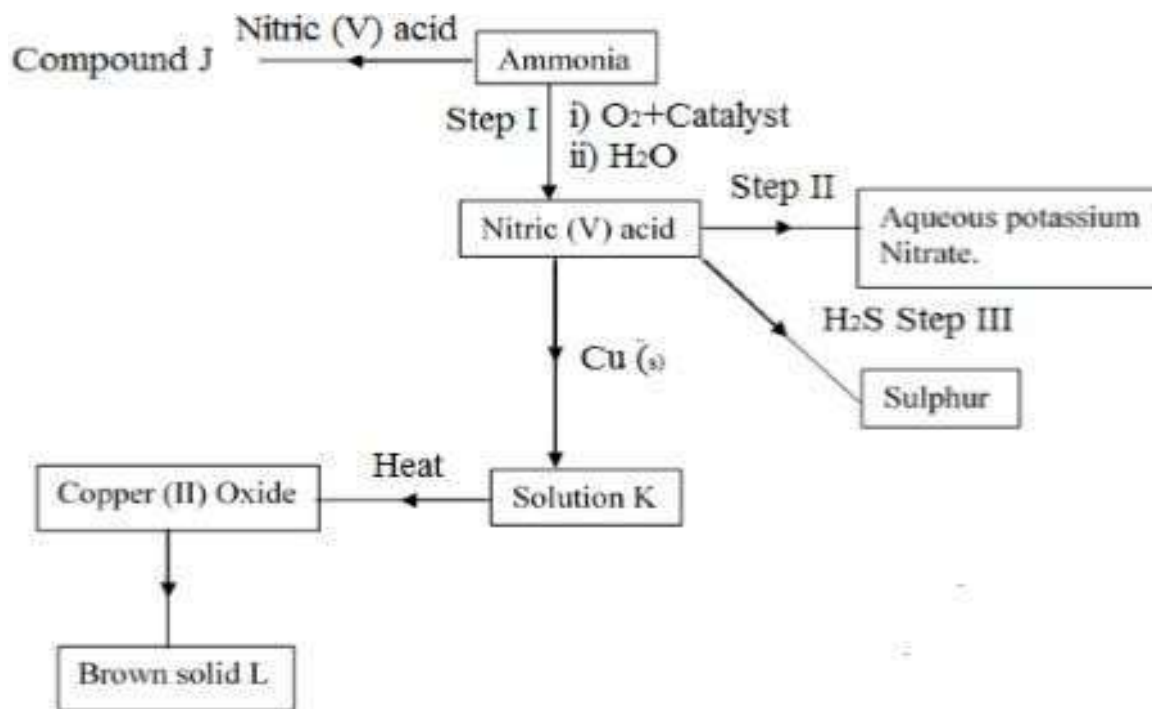 Nitric (V) acid
Compound J
Ammonia
Step I
i) O₂+Catalyst
ii) H₂O
Step II
Nitric (V) acid
Aqueous potassium
Nitrate.
H₂S Step III
Cu (s)
Sulphur
Heat
Copper (II) Oxide
Solution K
Brown solid L